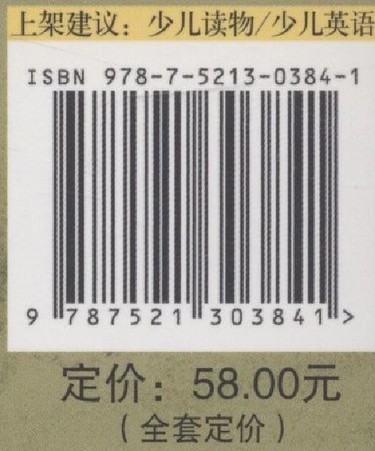 上架建议：少儿读物/少儿英语
ISBN 978-7-5213-0384-1
9 787521 303841 >
定价：58.00元
（全套定价）